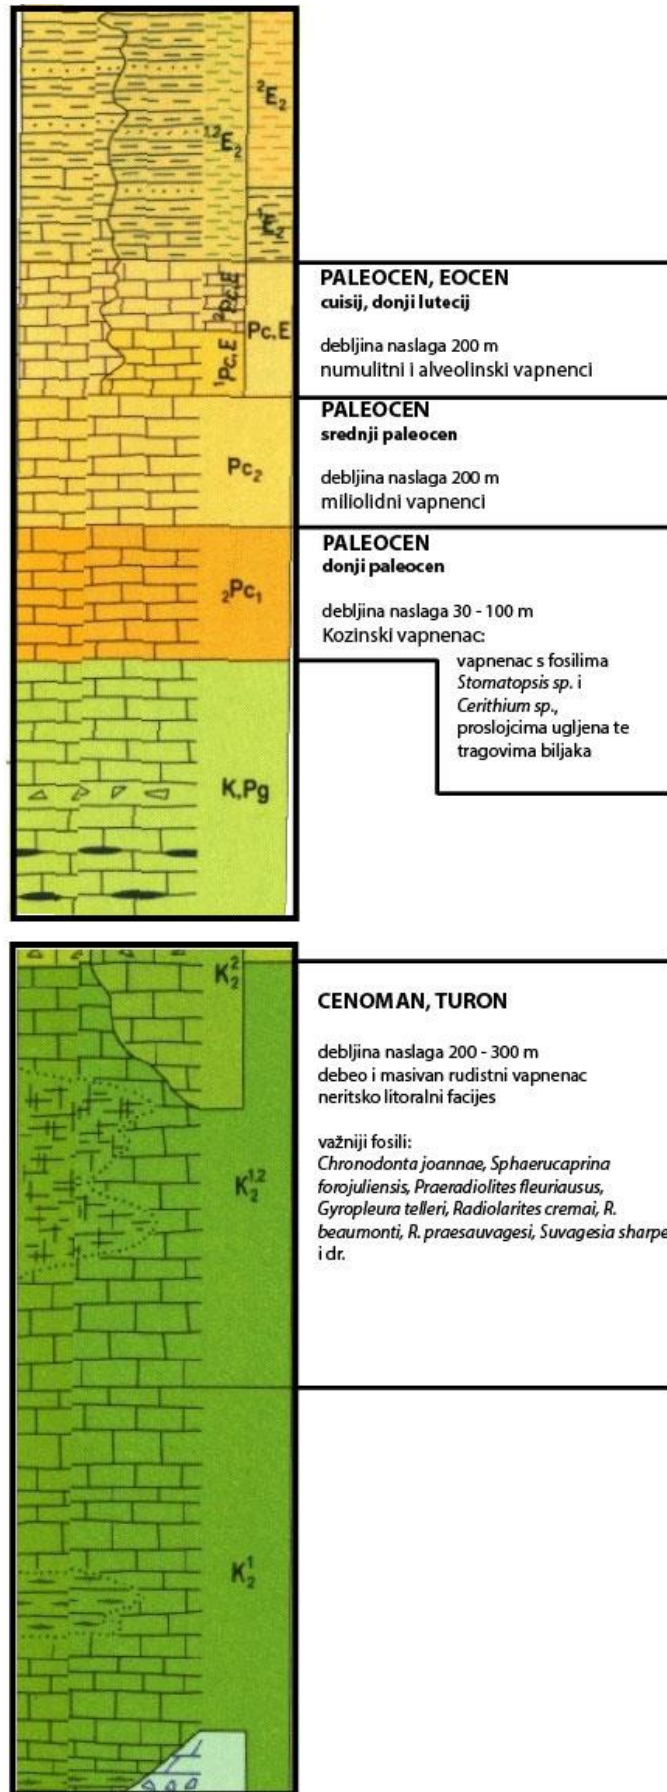 ²E₂
¹,²E₂
¹E₂
PALEOCEN, EOCEN
cuisij, donji lutecij
debljina naslaga 200 m
numulitni i alveolinski vapnenci
²Pc,E
Pc,E
¹Pc,E
PALEOCEN
srednji paleocen
debljina naslaga 200 m
miliolidni vapnenci
Pc₂
PALEOCEN
donji paleocen
debljina naslaga 30 - 100 m
Kozinski vapnenac:
vapnenac s fosilima
Stomatopsis sp. i
Cerithium sp.,
proslojcima ugljena te
tragovima biljaka
₂Pc₁
K,Pg
K₂²
CENOMAN, TURON
debljina naslaga 200 - 300 m
debeo i masivan rudistni vapnenac
neritsko litoralni facijes
važniji fosili:
Chronodonta joannae, Sphaerucaprina
forojuliensis, Praeradiolites fleuriausus,
Gyropleura telleri, Radiolarites cremai, R.
beaumonti, R. praesauvagesi, Suvagesia sharpe
i dr.
K₂¹,²
K₂¹